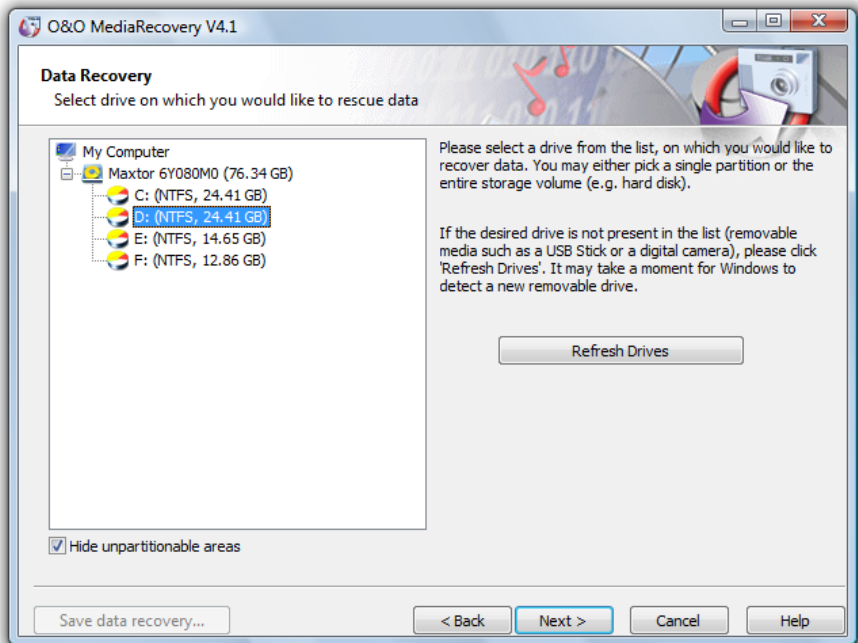 O&O MediaRecovery V4.1
Data Recovery
Select drive on which you would like to rescue data
My Computer
Maxtor 6Y080M0 (76.34 GB)
C: (NTFS, 24.41 GB)
D: (NTFS, 24.41 GB)
E: (NTFS, 14.65 GB)
F: (NTFS, 12.86 GB)
Please select a drive from the list, on which you would like to
recover data. You may either pick a single partition or the
entire storage volume (e.g. hard disk).
If the desired drive is not present in the list (removable
media such as a USB Stick or a digital camera), please click
'Refresh Drives'. It may take a moment for Windows to
detect a new removable drive.
Refresh Drives
Hide unpartitionable areas
Save data recovery...
< Back
Next >
Cancel
Help